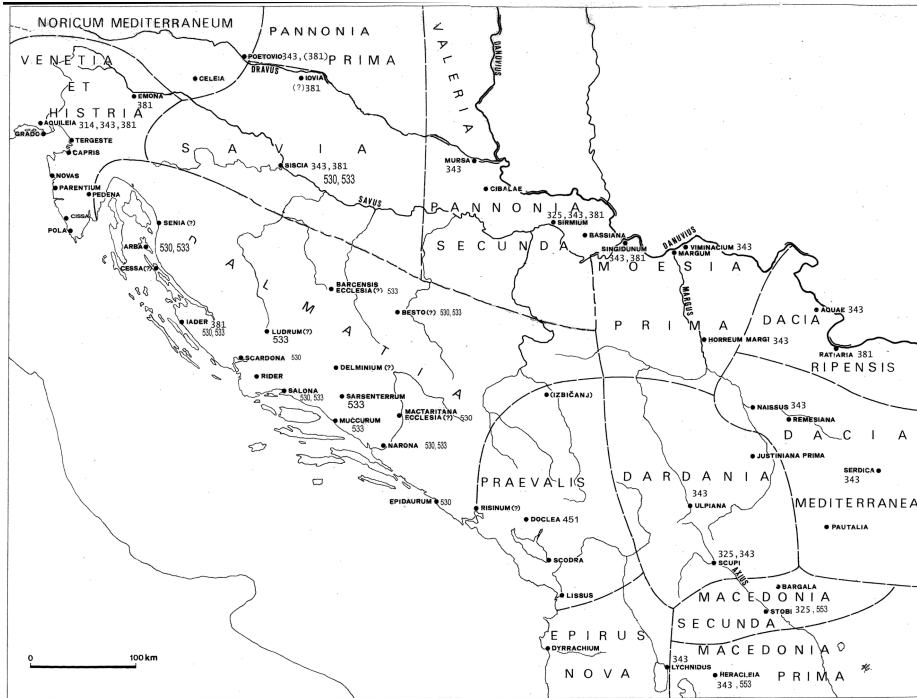 NORICUM MEDITERRANEUM
PANNONIA
PRIMA
VALERIA
DANUVIUS
VENETIA
ET
HISTRIA
POETOVIO 343,(381)
DRAVUS
IOVIA
(?) 381
CELEIA
EMONA
381
AQUILEIA 314,343,381
GRADO
TERGESTE
CAPRIS
SAVIA
SISCIA 343,381
530, 533
MURSA
343
CIBALAE
NOVAS
PARENTIUM
PEDENA
CISSA
POLA
SAVUS
PANNONIA
SECUNDA
325,343,381
SIRMIUM
BASSIANA
SINGIDUNUM
343,381
DANUVIUS
VIMINACIUM 343
MARGUM
MOESIA
PRIMA
MARGUS
SENIA (?)
ARBA
530, 533
CESSA(?)
DALMATIA
BARCENSIS
ECCLESIA (?) 533
BESTO (?) 530, 533
IADER 381
530, 533
LUDRUM (?)
533
DACIA
RIPENSIS
AQUAE 343
HORREUM MARGI 343
RATIARIA 381
SCARDONA 530
RIDER
DELMINIUM (?)
SALONA
530, 533
SARSENTERRUM
533
MACTARITANA
ECCLESIA (?) 530
MUCCURUM
533
NARONA 530, 533
(IZBIČANJ)
NAISSUS 343
REMESIANA
DACIA
MEDITERRANEA
JUSTINIANA PRIMA
SERDICA
343
PAUTALIA
PRAEVALIS
DARDANIA
343
ULPIANA
EPIDAURUM 530
RISINUM (?)
DOCLEA 451
SCODRA
325,343
SCUPI
AXIUS
LISSUS
BARGALA
MACEDONIA
SECUNDA
STOBI 325, 553
EPIRUS
NOVA
DYRRACHIUM
343
LYCHNIDUS
MACEDONIA
PRIMA
HERACLEIA
343, 553
0 100 km